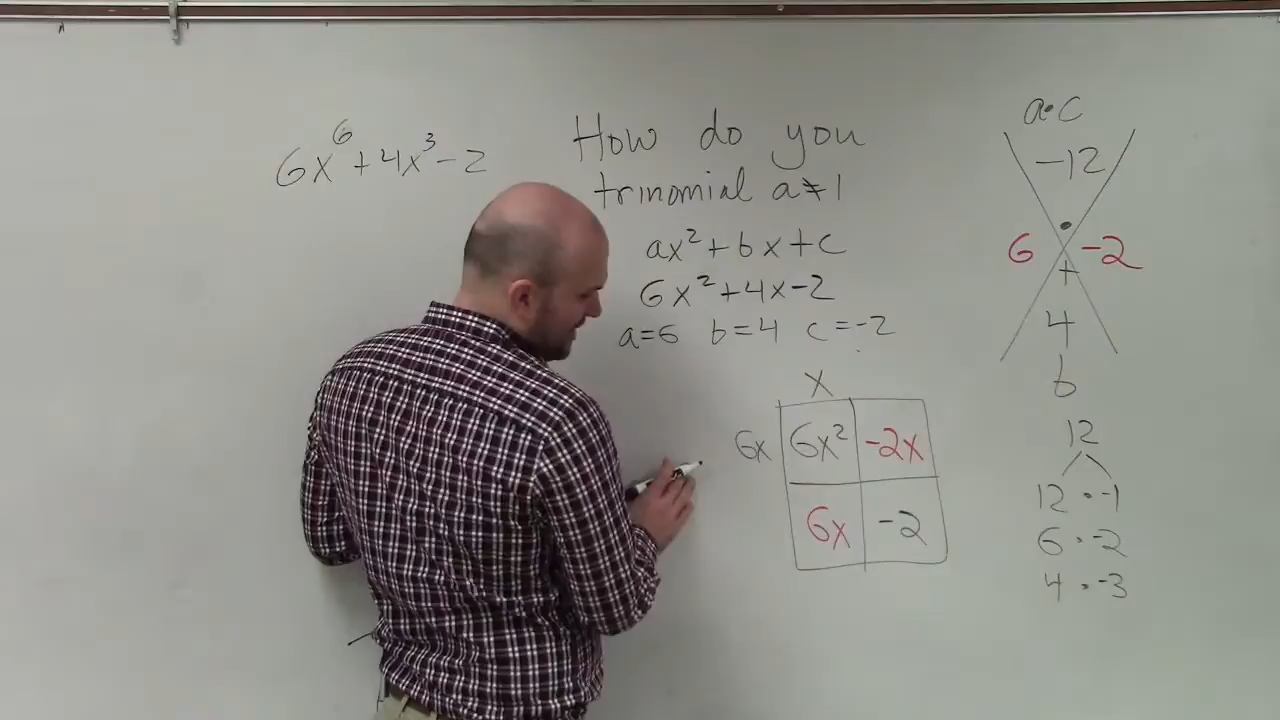 6x⁶+4x³-2
How do you
trinomial a≠1
ax²+bx+c
6x²+4x-2
a=6 b=4 c=-2
x
6x 6x² -2x
6x -2
a·c
-12
·
6 -2
+
4
b
12
12 · -1
6 · -2
4 · -3